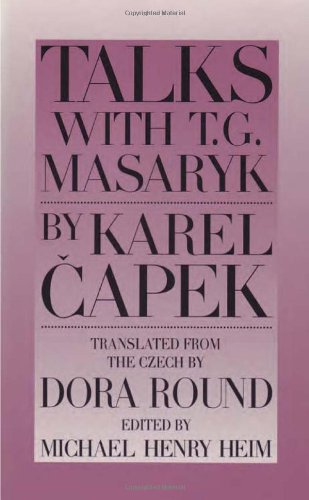 TALKS
WITH T.G.
MASARYK
BY KAREL
ČAPEK
TRANSLATED FROM
THE CZECH BY
DORA ROUND
EDITED BY
MICHAEL HENRY HEIM